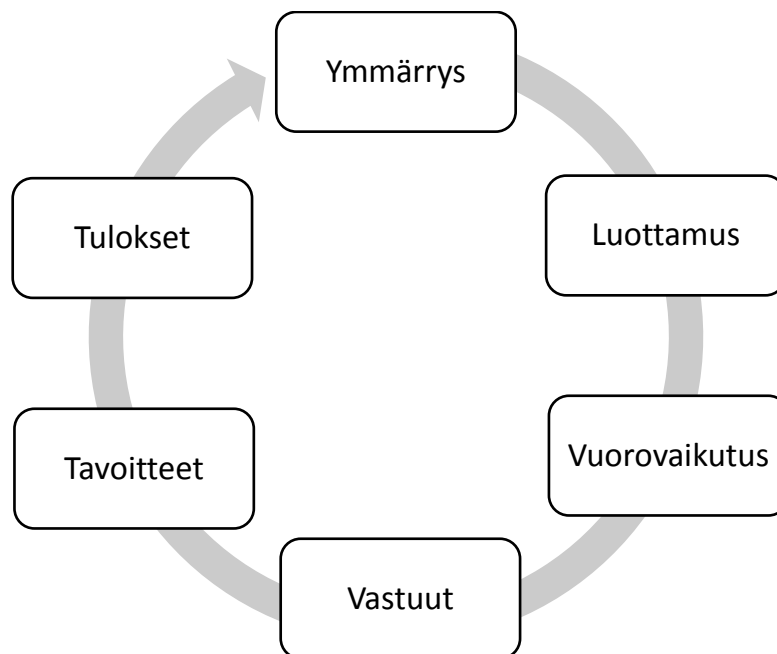 Ymmärrys
Luottamus
Vuorovaikutus
Vastuut
Tavoitteet
Tulokset